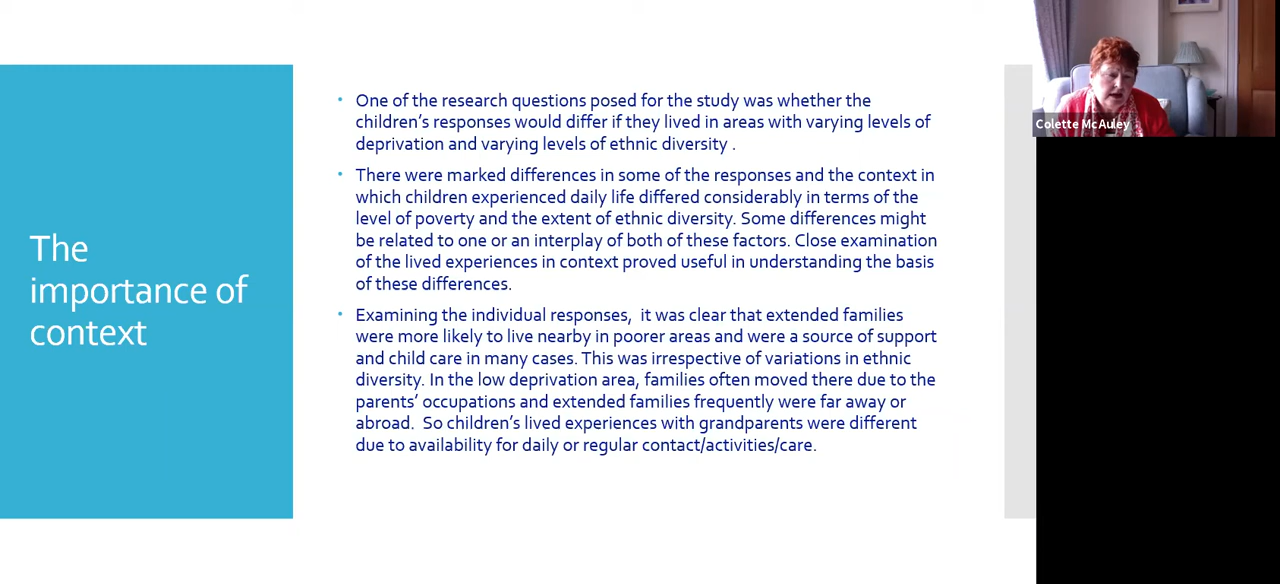 The
importance of
context
• One of the research questions posed for the study was whether the
children's responses would differ if they lived in areas with varying levels of
deprivation and varying levels of ethnic diversity .
• There were marked differences in some of the responses and the context in
which children experienced daily life differed considerably in terms of the
level of poverty and the extent of ethnic diversity. Some differences might
be related to one or an interplay of both of these factors. Close examination
of the lived experiences in context proved useful in understanding the basis
of these differences.
• Examining the individual responses,  it was clear that extended families
were more likely to live nearby in poorer areas and were a source of support
and child care in many cases. This was irrespective of variations in ethnic
diversity. In the low deprivation area, families often moved there due to the
parents' occupations and extended families frequently were far away or
abroad.  So children's lived experiences with grandparents were different
due to availability for daily or regular contact/activities/care.
Colette McAuley